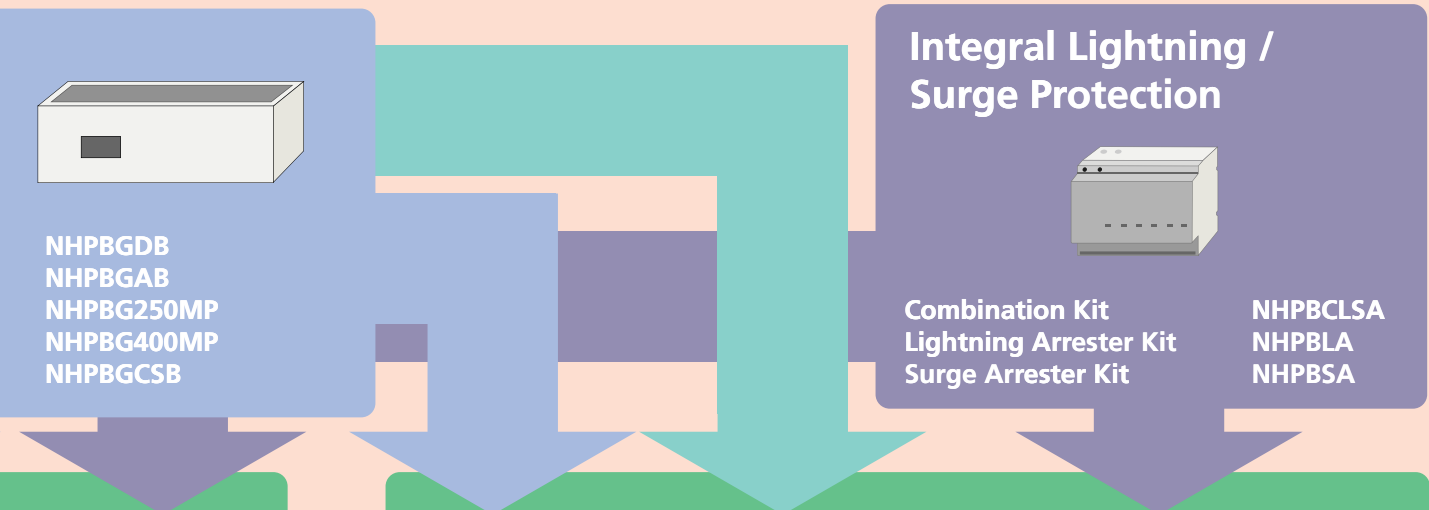 Integral Lightning /
Surge Protection
NHPBGDB
NHPBGAB
NHPBG250MP
NHPBG400MP
NHPBGCSB
Combination Kit NHPBCLSA
Lightning Arrester Kit NHPBLA
Surge Arrester Kit NHPBSA